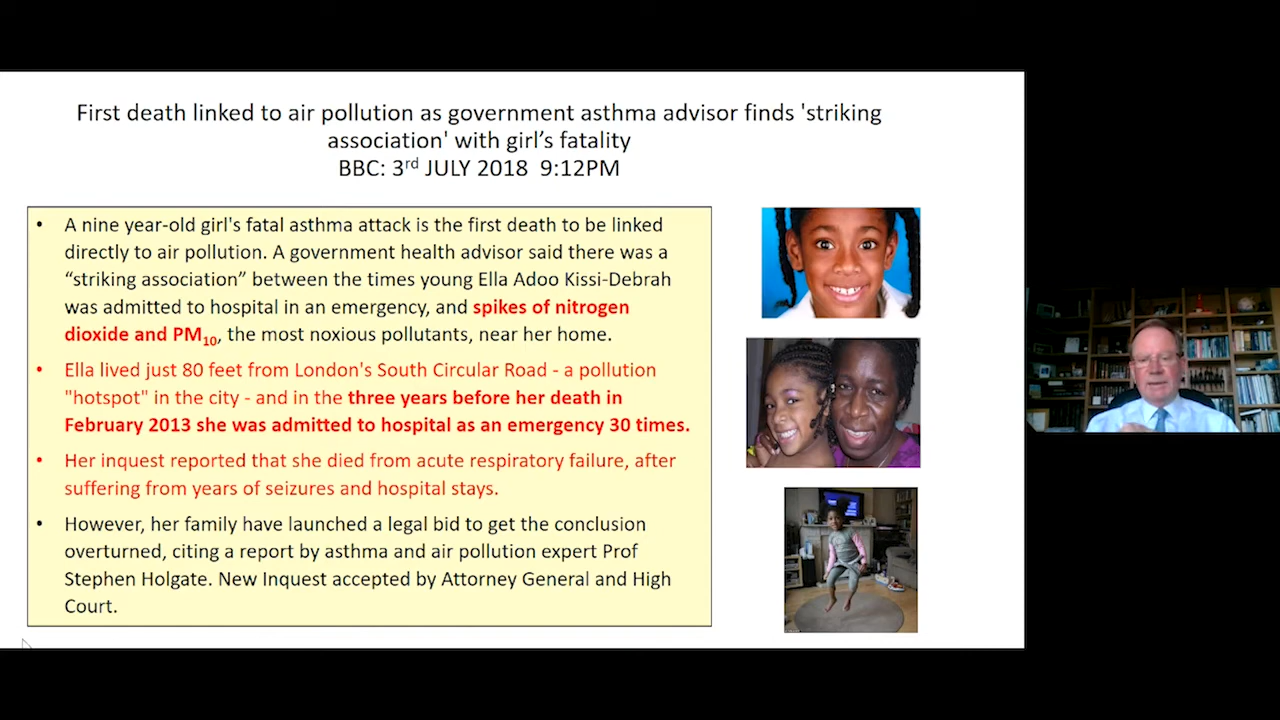 First death linked to air pollution as government asthma advisor finds 'striking
association' with girl’s fatality
BBC: 3rd JULY 2018 9:12PM
• A nine year-old girl's fatal asthma attack is the first death to be linked
directly to air pollution. A government health advisor said there was a
“striking association” between the times young Ella Adoo Kissi-Debrah
was admitted to hospital in an emergency, and spikes of nitrogen
dioxide and PM10, the most noxious pollutants, near her home.
• Ella lived just 80 feet from London's South Circular Road - a pollution
"hotspot" in the city - and in the three years before her death in
February 2013 she was admitted to hospital as an emergency 30 times.
• Her inquest reported that she died from acute respiratory failure, after
suffering from years of seizures and hospital stays.
• However, her family have launched a legal bid to get the conclusion
overturned, citing a report by asthma and air pollution expert Prof
Stephen Holgate. New Inquest accepted by Attorney General and High
Court.